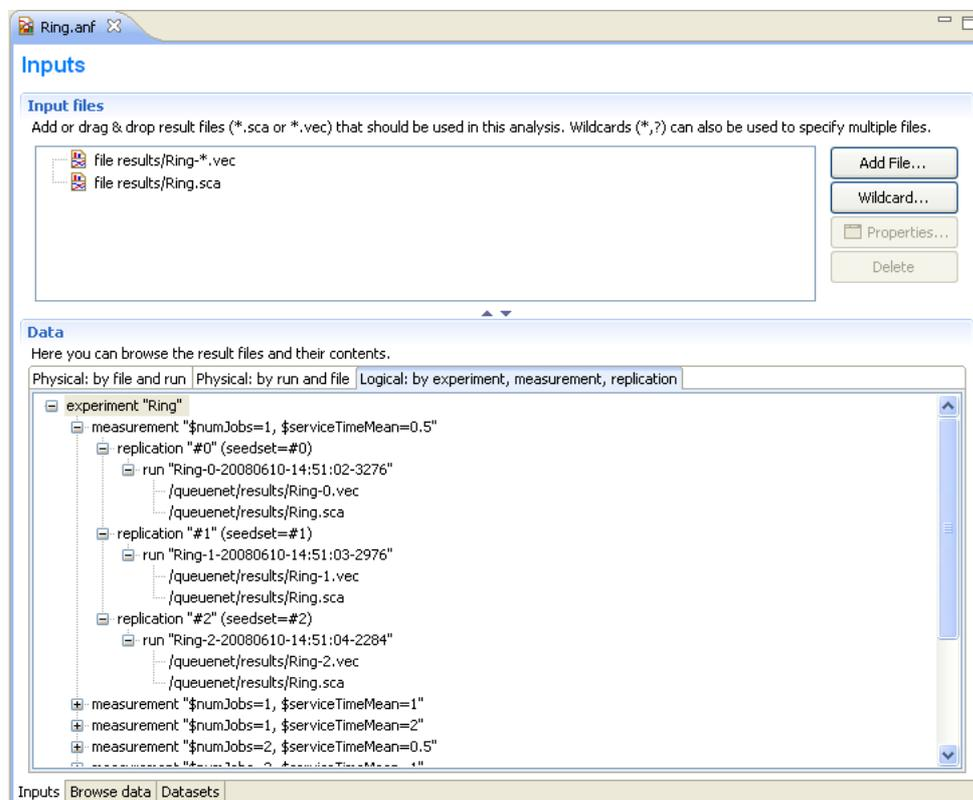 Ring.anf
Inputs
Input files
Add or drag & drop result files (*.sca or *.vec) that should be used in this analysis. Wildcards (*,?) can also be used to specify multiple files.
file results/Ring-*.vec
file results/Ring.sca
Add File...
Wildcard...
Properties...
Delete
Data
Here you can browse the result files and their contents.
Physical: by file and run Physical: by run and file Logical: by experiment, measurement, replication
experiment "Ring"
measurement "$numJobs=1, $serviceTimeMean=0.5"
replication "#0" (seedset=#0)
run "Ring-0-20080610-14:51:02-3276"
/queuenet/results/Ring-0.vec
/queuenet/results/Ring.sca
replication "#1" (seedset=#1)
run "Ring-1-20080610-14:51:03-2976"
/queuenet/results/Ring-1.vec
/queuenet/results/Ring.sca
replication "#2" (seedset=#2)
run "Ring-2-20080610-14:51:04-2284"
/queuenet/results/Ring-2.vec
/queuenet/results/Ring.sca
measurement "$numJobs=1, $serviceTimeMean=1"
measurement "$numJobs=1, $serviceTimeMean=2"
measurement "$numJobs=2, $serviceTimeMean=0.5"
Inputs Browse data Datasets